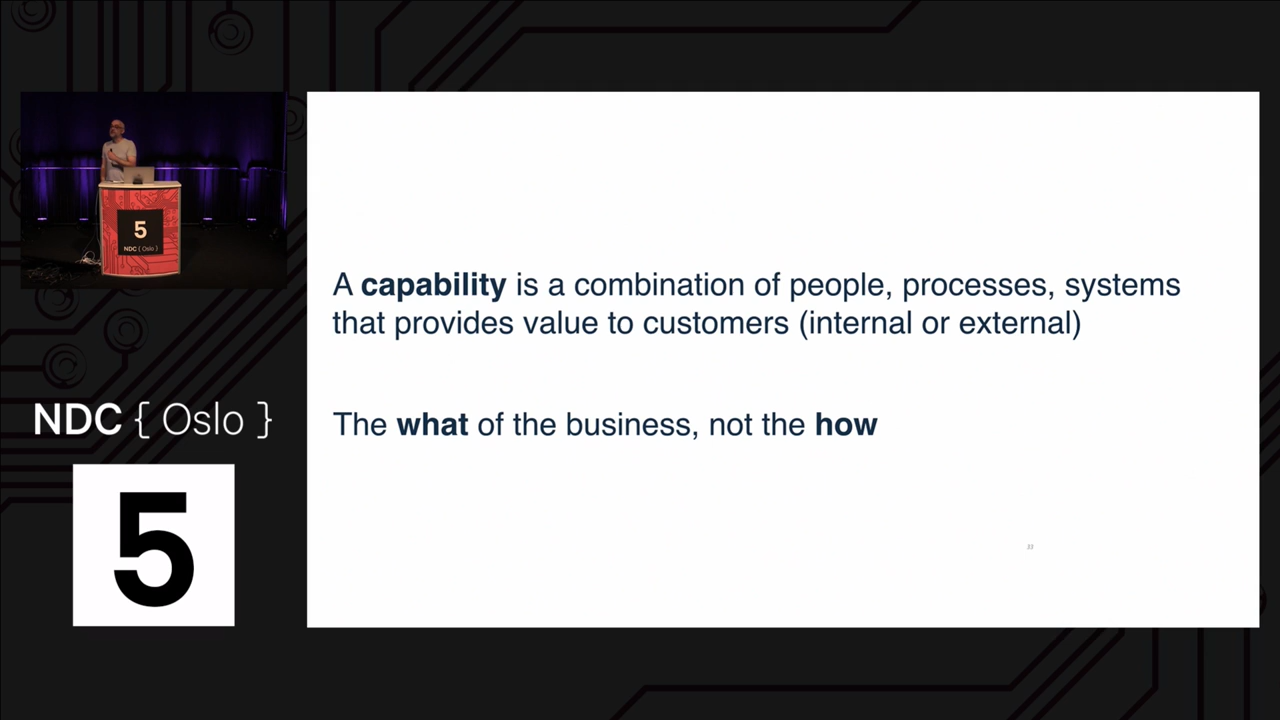 5
NDC { Oslo }
NDC { Oslo }
5
A capability is a combination of people, processes, systems
that provides value to customers (internal or external)
The what of the business, not the how